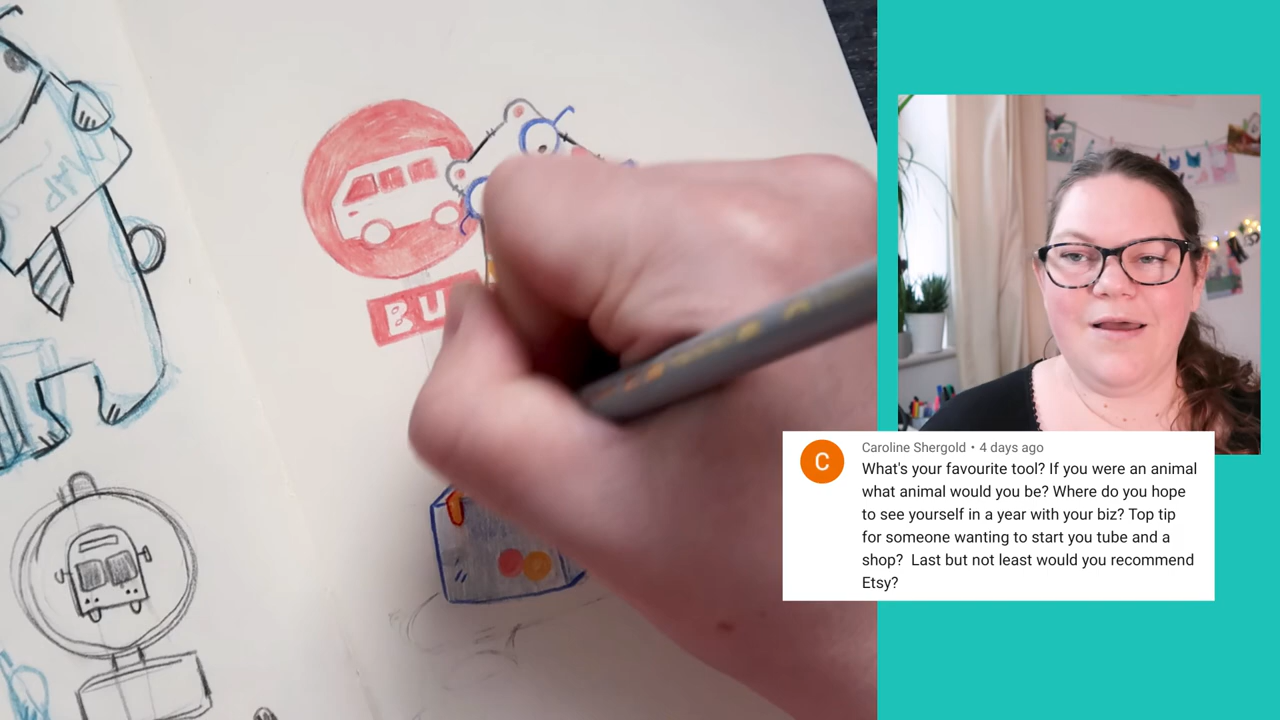 BU
C
Caroline Shergold • 4 days ago
What's your favourite tool? If you were an animal
what animal would you be? Where do you hope
to see yourself in a year with your biz? Top tip
for someone wanting to start you tube and a
shop?  Last but not least would you recommend
Etsy?